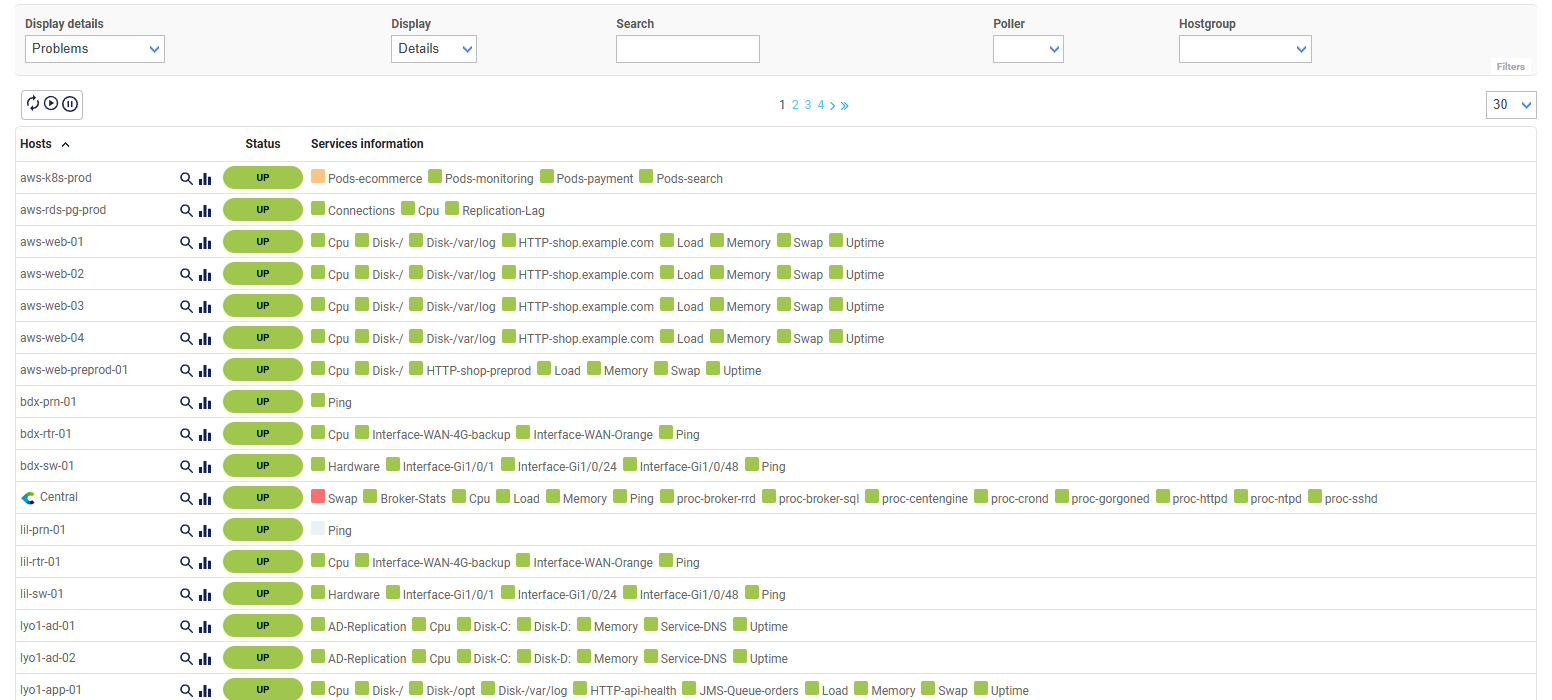 Display details Display Search Poller Hostgroup
Problems Details
Filters
1 2 3 4 30
Hosts Status Services information
aws-k8s-prod UP Pods-ecommerce Pods-monitoring Pods-payment Pods-search
aws-rds-pg-prod UP Connections Cpu Replication-Lag
aws-web-01 UP Cpu Disk-/ Disk-/var/log HTTP-shop.example.com Load Memory Swap Uptime
aws-web-02 UP Cpu Disk-/ Disk-/var/log HTTP-shop.example.com Load Memory Swap Uptime
aws-web-03 UP Cpu Disk-/ Disk-/var/log HTTP-shop.example.com Load Memory Swap Uptime
aws-web-04 UP Cpu Disk-/ Disk-/var/log HTTP-shop.example.com Load Memory Swap Uptime
aws-web-preprod-01 UP Cpu Disk-/ HTTP-shop-preprod Load Memory Swap Uptime
bdx-prn-01 UP Ping
bdx-rtr-01 UP Cpu Interface-WAN-4G-backup Interface-WAN-Orange Ping
bdx-sw-01 UP Hardware Interface-Gi1/0/1 Interface-Gi1/0/24 Interface-Gi1/0/48 Ping
Central UP Swap Broker-Stats Cpu Load Memory Ping proc-broker-rrd proc-broker-sql proc-centengine proc-crond proc-gorgoned proc-httpd proc-ntpd proc-sshd
lil-prn-01 UP Ping
lil-rtr-01 UP Cpu Interface-WAN-4G-backup Interface-WAN-Orange Ping
lil-sw-01 UP Hardware Interface-Gi1/0/1 Interface-Gi1/0/24 Interface-Gi1/0/48 Ping
lyo1-ad-01 UP AD-Replication Cpu Disk-C: Disk-D: Memory Service-DNS Uptime
lyo1-ad-02 UP AD-Replication Cpu Disk-C: Disk-D: Memory Service-DNS Uptime
lyo1-app-01 UP Cpu Disk-/ Disk-/opt Disk-/var/log HTTP-api-health JMS-Queue-orders Load Memory Swap Uptime